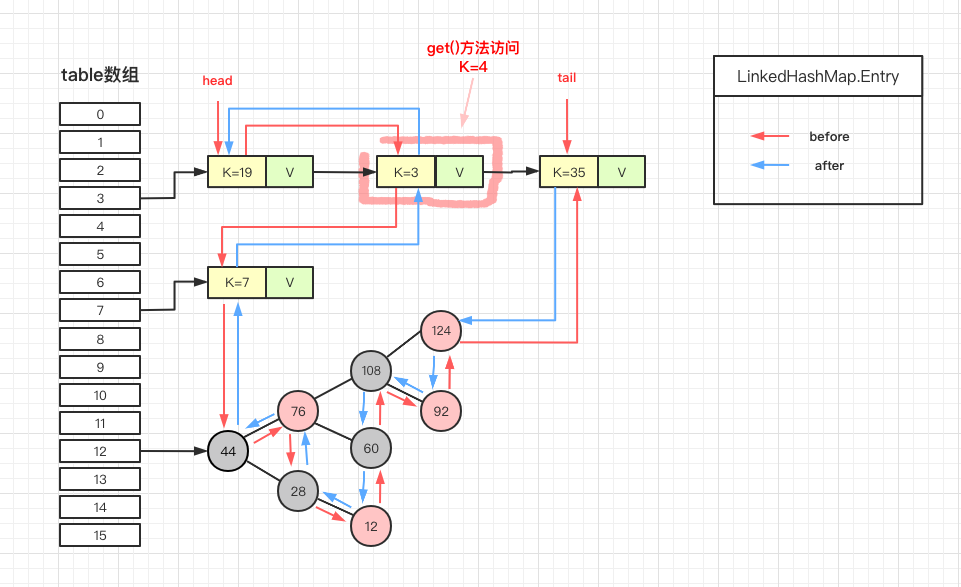 get()方法访问
K=4
table数组
head
tail
LinkedHashMap.Entry
before
after
0
1
2
3
4
5
6
7
8
9
10
11
12
13
14
15
K=19 V
K=3 V
K=35 V
K=7 V
124
108
76
92
44
60
28
12